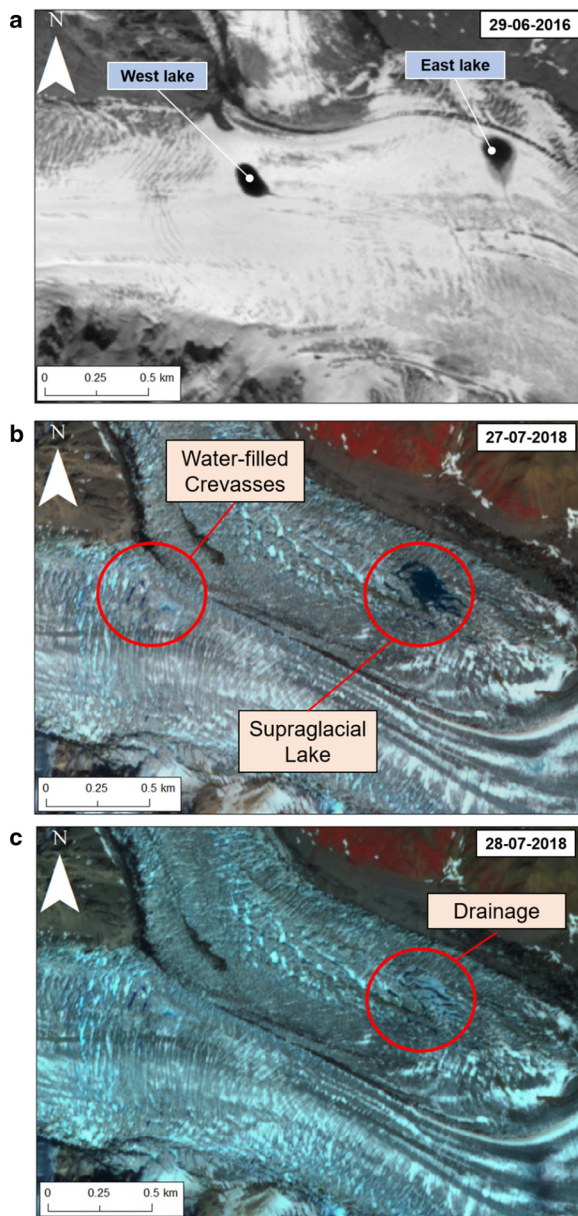 a
29-06-2016
N
West lake
East lake
0 0.25 0.5 km
b
27-07-2018
N
Water-filled
Crevasses
Supraglacial
Lake
0 0.25 0.5 km
c
28-07-2018
N
Drainage
0 0.25 0.5 km